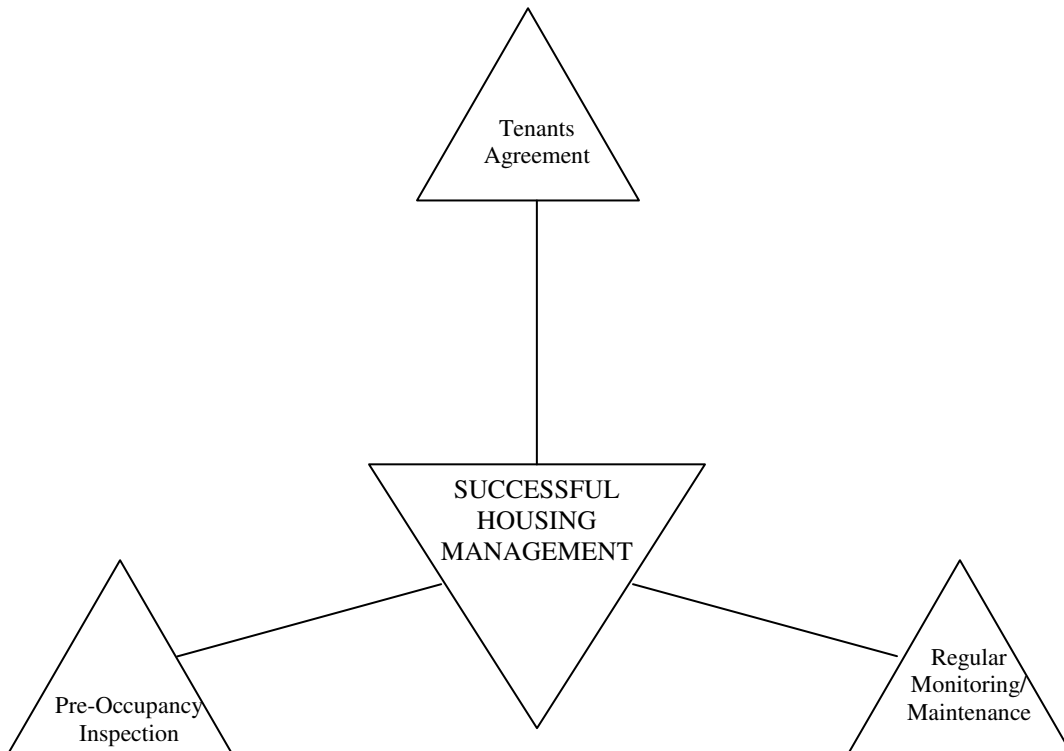 Tenants
Agreement
SUCCESSFUL
HOUSING
MANAGEMENT
Pre-Occupancy
Inspection
Regular
Monitoring/
Maintenance